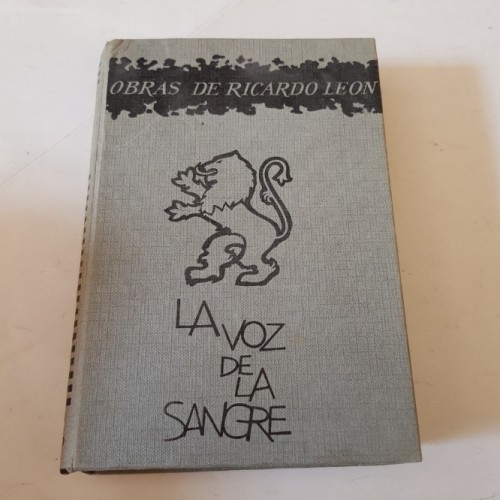 OBRAS DE RICARDO LEON
LA VOZ
DE
LA
SANGRE